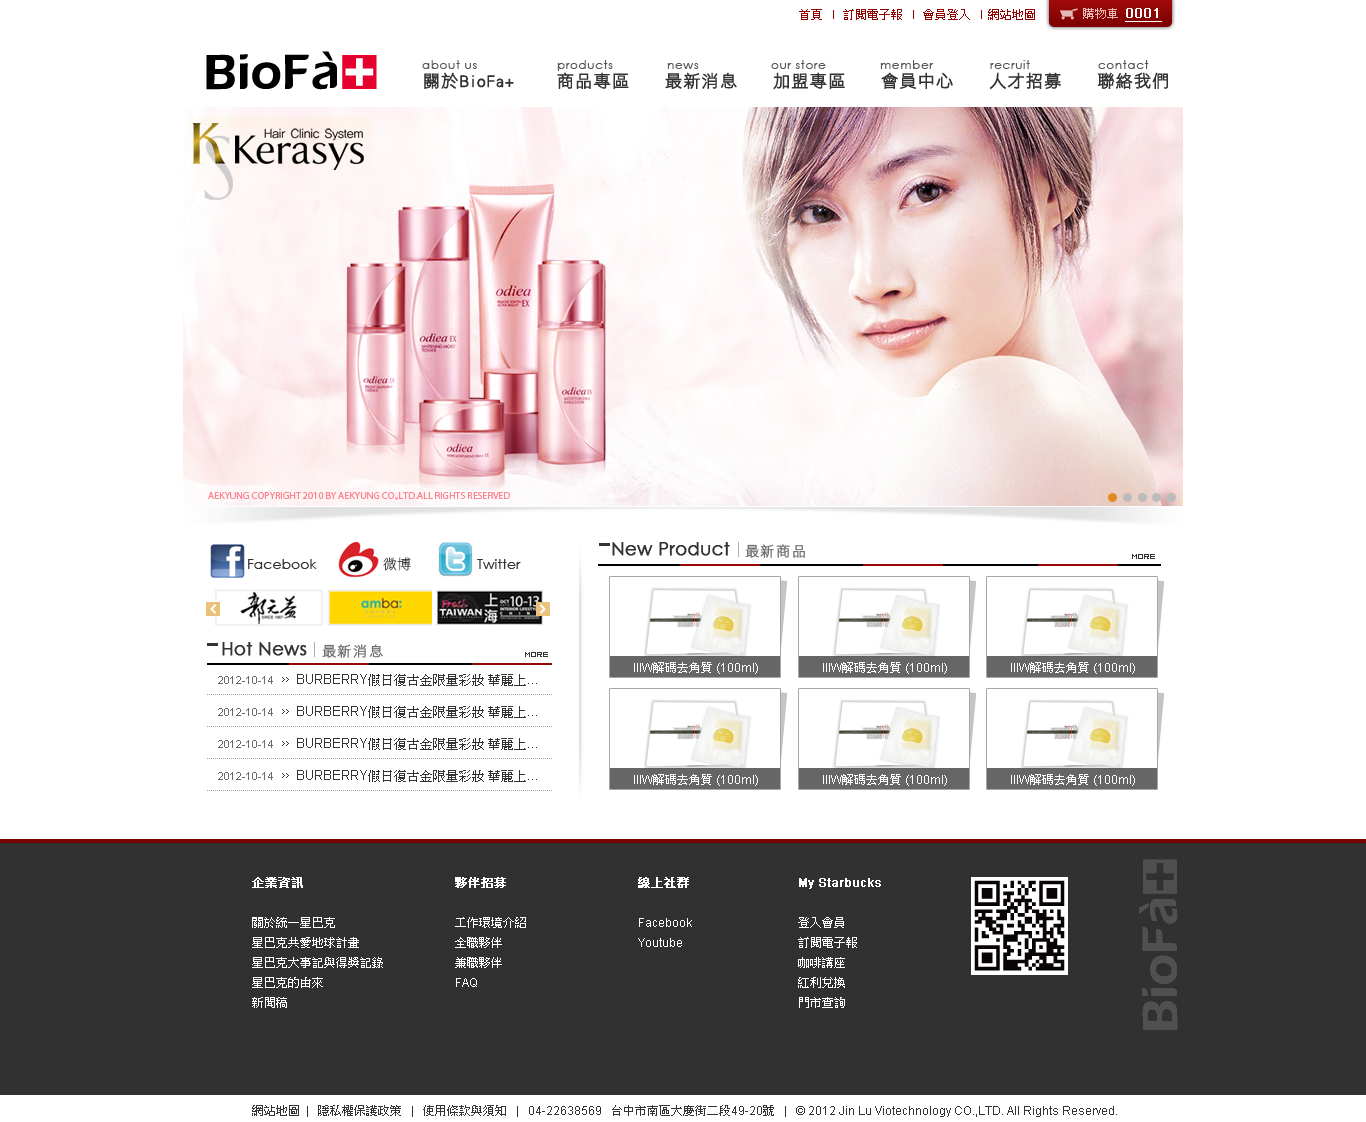 首頁 | 訂閱電子報 | 會員登入 | 網站地圖 購物車 0001
BioFà
about us products news our store member recruit contact
關於BioFa+ 商品專區 最新消息 加盟專區 會員中心 人才招募 聯絡我們
KS Hair Clinic System
Kerasys
odiea EX
odiea EX
odiea EX
odiea EX
odiea
AEKYUNG COPYRIGHT 2010 BY AEKYUNG CO.,LTD.ALL RIGHTS RESERVED
Facebook 微博 Twitter
郭元益 SINCE 1867
amba
Fresh TAIWAN 上海 OCT 10-13 INTERIOR LIFESTYLE CHINA
Hot News | 最新消息 MORE
2012-10-14 >> BURBERRY假日復古金限量彩妝 華麗上...
2012-10-14 >> BURBERRY假日復古金限量彩妝 華麗上...
2012-10-14 >> BURBERRY假日復古金限量彩妝 華麗上...
2012-10-14 >> BURBERRY假日復古金限量彩妝 華麗上...
New Product | 最新商品 MORE
IIIW解碼去角質 (100ml) IIIW解碼去角質 (100ml) IIIW解碼去角質 (100ml)
IIIW解碼去角質 (100ml) IIIW解碼去角質 (100ml) IIIW解碼去角質 (100ml)
企業資訊
關於統一星巴克
星巴克共愛地球計畫
星巴克大事記與得獎記錄
星巴克的由來
新聞稿
夥伴招募
工作環境介紹
全職夥伴
兼職夥伴
FAQ
線上社群
Facebook
Youtube
My Starbucks
登入會員
訂閱電子報
咖啡講座
紅利兌換
門市查詢
BioFà
網站地圖 | 隱私權保護政策 | 使用條款與須知 | 04-22638569 台中市南區大慶街二段49-20號 | © 2012 Jin Lu Viotechnology CO.,LTD. All Rights Reserved.